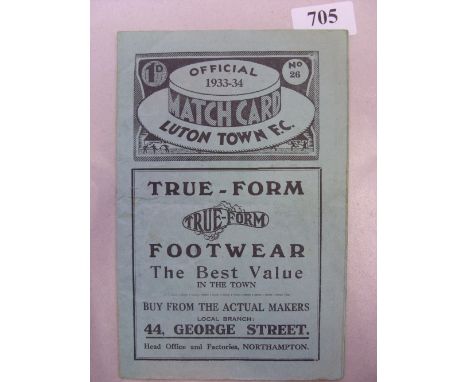 705
1D
OFFICIAL
1933-34
No 26
MATCH CARD
LUTON TOWN F.C.
TRUE-FORM
TRUE-FORM
FOOTWEAR
The Best Value
IN THE TOWN
BUY FROM THE ACTUAL MAKERS
LOCAL BRANCH:
44, GEORGE STREET.
Head Office and Factories, NORTHAMPTON.